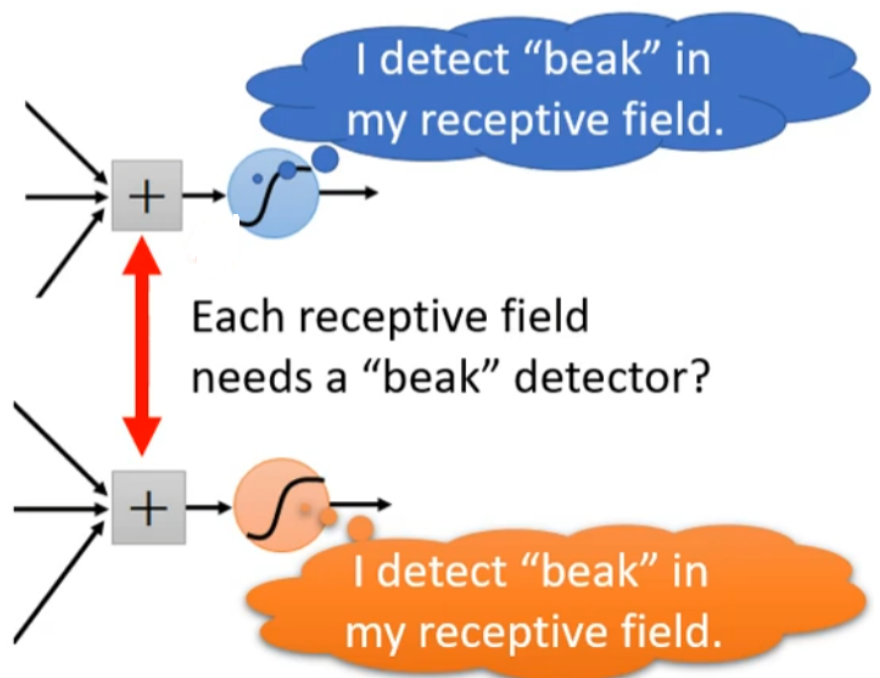 I detect “beak” in
my receptive field.
+
Each receptive field
needs a “beak” detector?
+
I detect “beak” in
my receptive field.